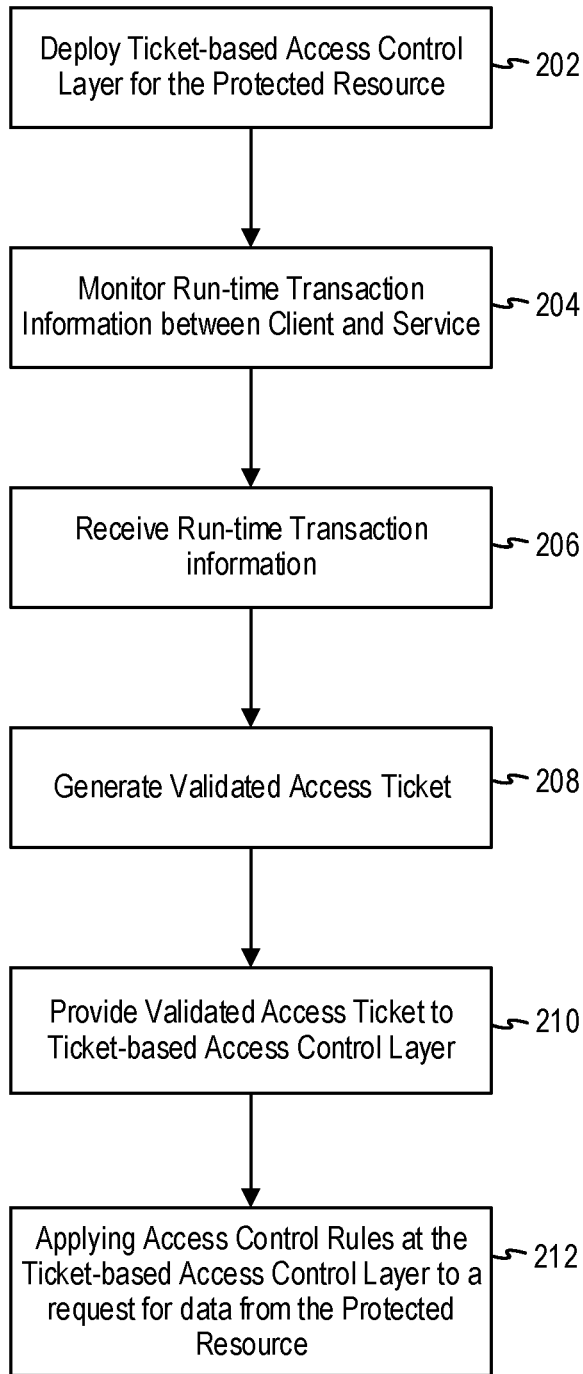 Deploy Ticket-based Access Control
Layer for the Protected Resource
202
Monitor Run-time Transaction
Information between Client and Service
204
Receive Run-time Transaction
information
206
Generate Validated Access Ticket
208
Provide Validated Access Ticket to
Ticket-based Access Control Layer
210
Applying Access Control Rules at the
Ticket-based Access Control Layer to a
request for data from the Protected
Resource
212